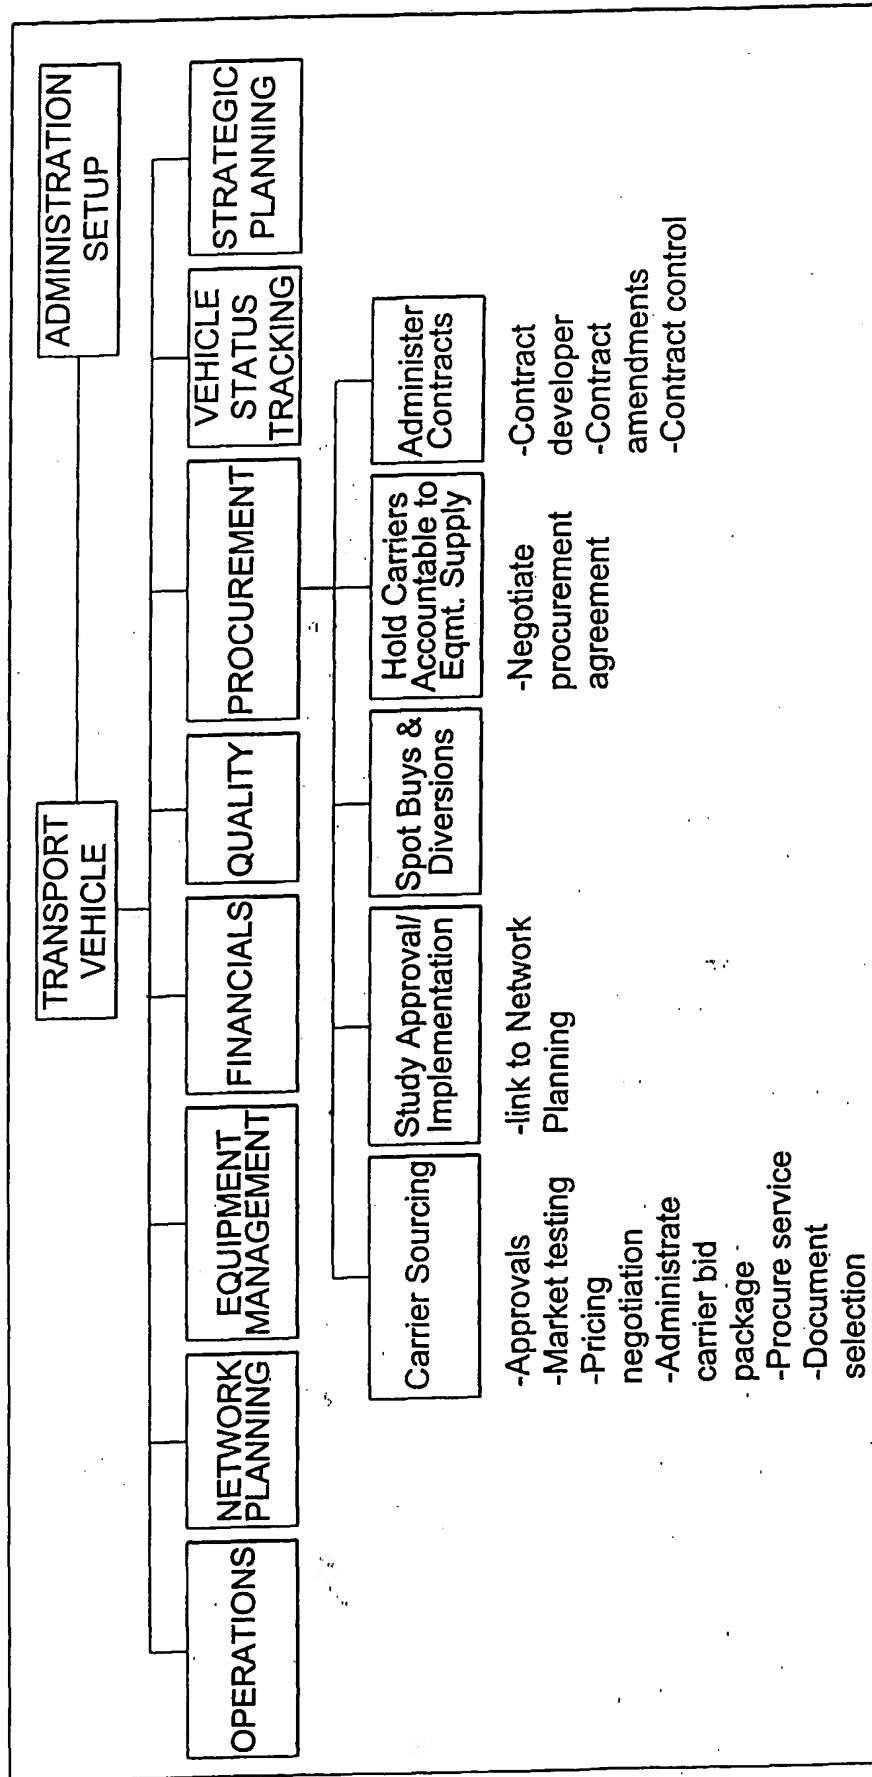 TRANSPORT
VEHICLE
ADMINISTRATION
SETUP
OPERATIONS
NETWORK
PLANNING
EQUIPMENT
MANAGEMENT
FINANCIALS
QUALITY
PROCUREMENT
VEHICLE
STATUS
TRACKING
STRATEGIC
PLANNING
Carrier Sourcing
Study Approval/
Implementation
Spot Buys &
Diversions
Hold Carriers
Accountable to
Eqmt. Supply
Administer
Contracts
-Approvals
-Market testing
-Pricing
negotiation
-Administrate
carrier bid
package
-Procure service
-Document
selection
-link to Network
Planning
-Negotiate
procurement
agreement
-Contract
developer
-Contract
amendments
-Contract control